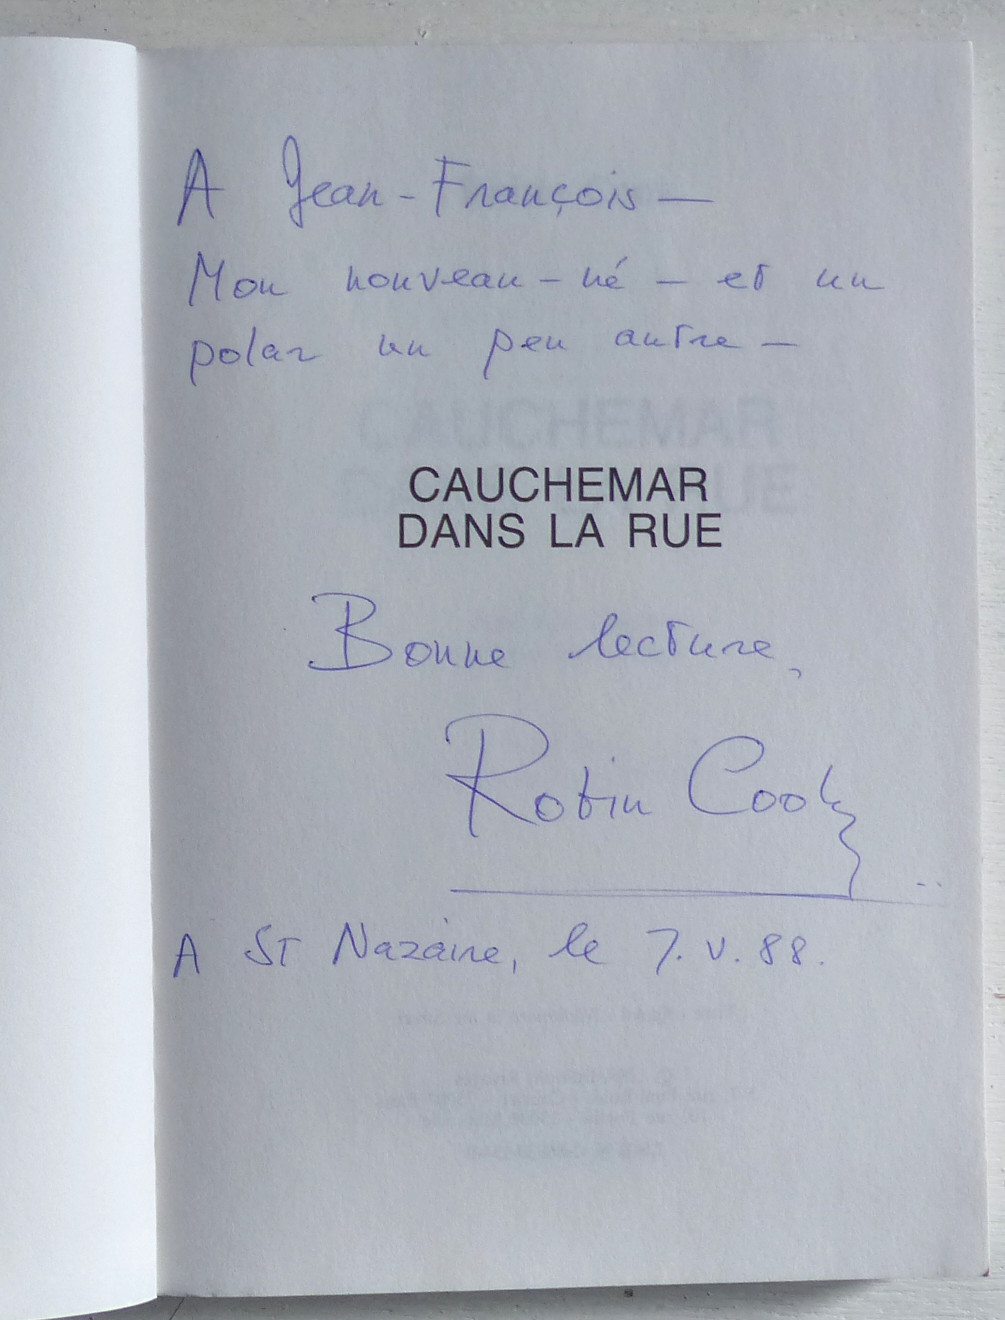 A Jean-François —
Mon nouveau-né — et un
polar un peu autre —
CAUCHEMAR
DANS LA RUE
Bonne lecture,
Robin Cook
A St Nazaire, le 7. V. 88.